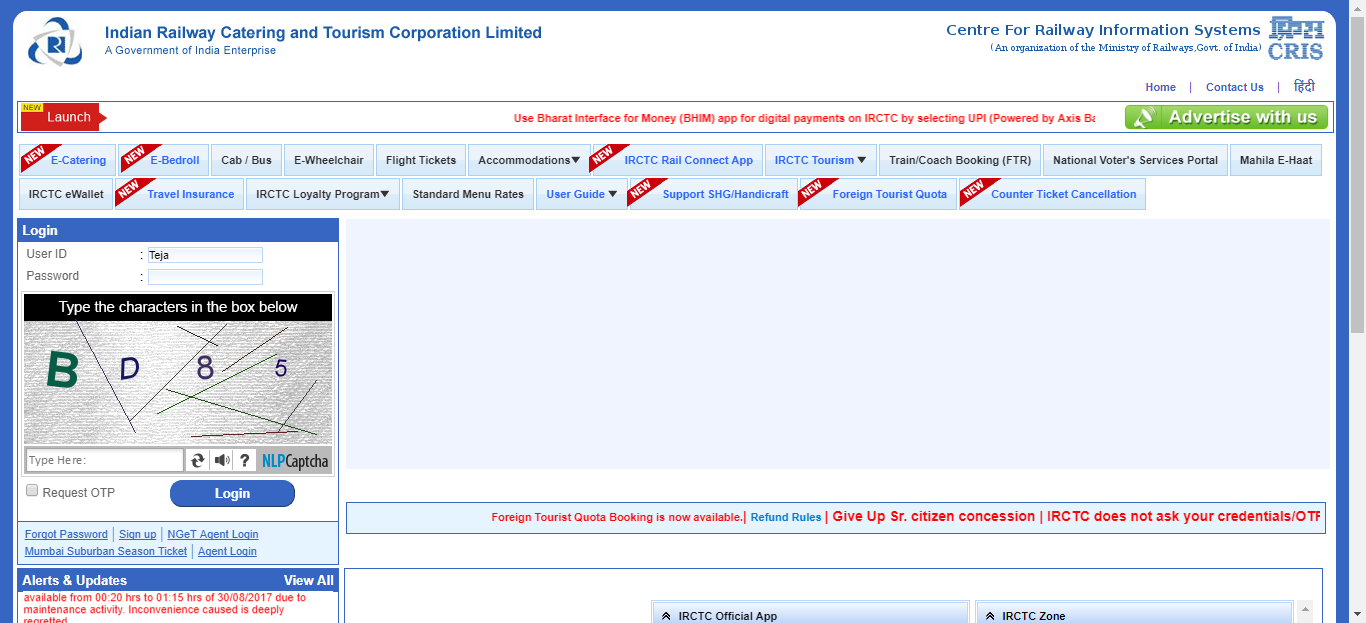 Indian Railway Catering and Tourism Corporation Limited
A Government of India Enterprise
Centre For Railway Information Systems
(An organization of the Ministry of Railways,Govt. of India)
CRIS
Home | Contact Us | हिंदी
NEW
Launch
Use Bharat Interface for Money (BHIM) app for digital payments on IRCTC by selecting UPI (Powered by Axis Ba
Advertise with us
NEW E-Catering NEW E-Bedroll Cab / Bus E-Wheelchair Flight Tickets Accommodations▼ NEW IRCTC Rail Connect App IRCTC Tourism ▼ Train/Coach Booking (FTR) National Voter's Services Portal Mahila E-Haat
IRCTC eWallet NEW Travel Insurance IRCTC Loyalty Program▼ Standard Menu Rates User Guide ▼ NEW Support SHG/Handicraft NEW Foreign Tourist Quota NEW Counter Ticket Cancellation
Login
User ID : Teja
Password :
Type the characters in the box below
B D 8 5
Type Here:
? NLPCaptcha
Request OTP Login
Forgot Password | Sign up | NGeT Agent Login
Mumbai Suburban Season Ticket | Agent Login
Foreign Tourist Quota Booking is now available.| Refund Rules | Give Up Sr. citizen concession | IRCTC does not ask your credentials/OTP
Alerts & Updates View All
available from 00:20 hrs to 01:15 hrs of 30/08/2017 due to
maintenance activity. Inconvenience caused is deeply
regretted.
IRCTC Official App
IRCTC Zone